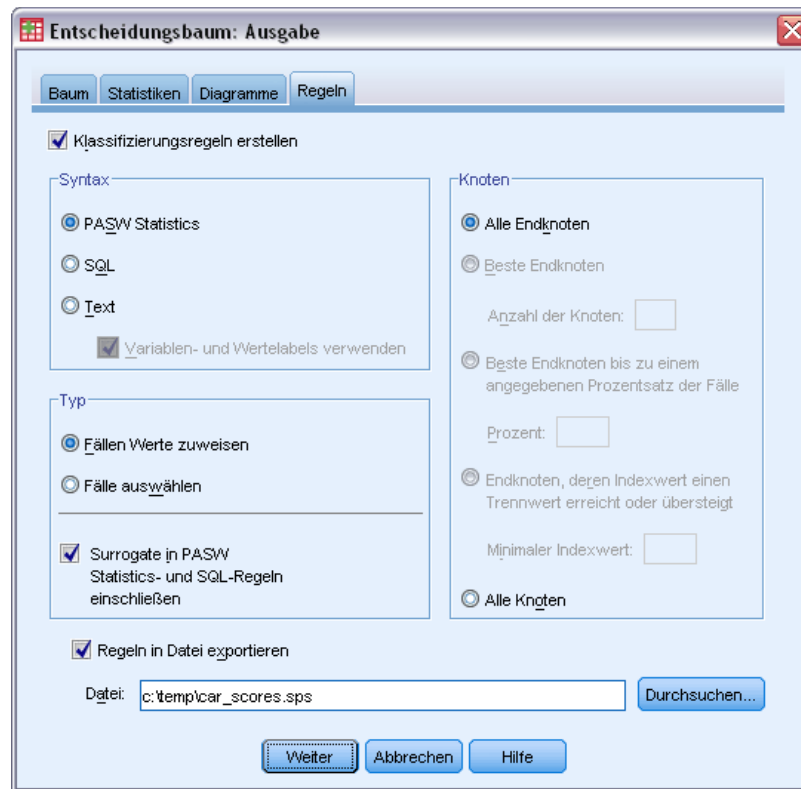 Entscheidungsbaum: Ausgabe
Baum
Statistiken
Diagramme
Regeln
Klassifizierungsregeln erstellen
Syntax
PASW Statistics
SQL
Text
Variablen- und Wertelabels verwenden
Typ
Fällen Werte zuweisen
Fälle auswählen
Surrogate in PASW
Statistics- und SQL-Regeln
einschließen
Knoten
Alle Endknoten
Beste Endknoten
Anzahl der Knoten:
Beste Endknoten bis zu einem
angegebenen Prozentsatz der Fälle
Prozent:
Endknoten, deren Indexwert einen
Trennwert erreicht oder übersteigt
Minimaler Indexwert:
Alle Knoten
Regeln in Datei exportieren
Datei:
c:\temp\car_scores.sps
Durchsuchen...
Weiter
Abbrechen
Hilfe